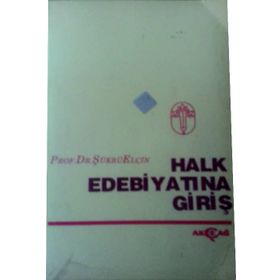 PROF. DR. ŞÜKRÜ ELÇİN
HALK
EDEBİYATINA
GİRİŞ
AKÇAĞ